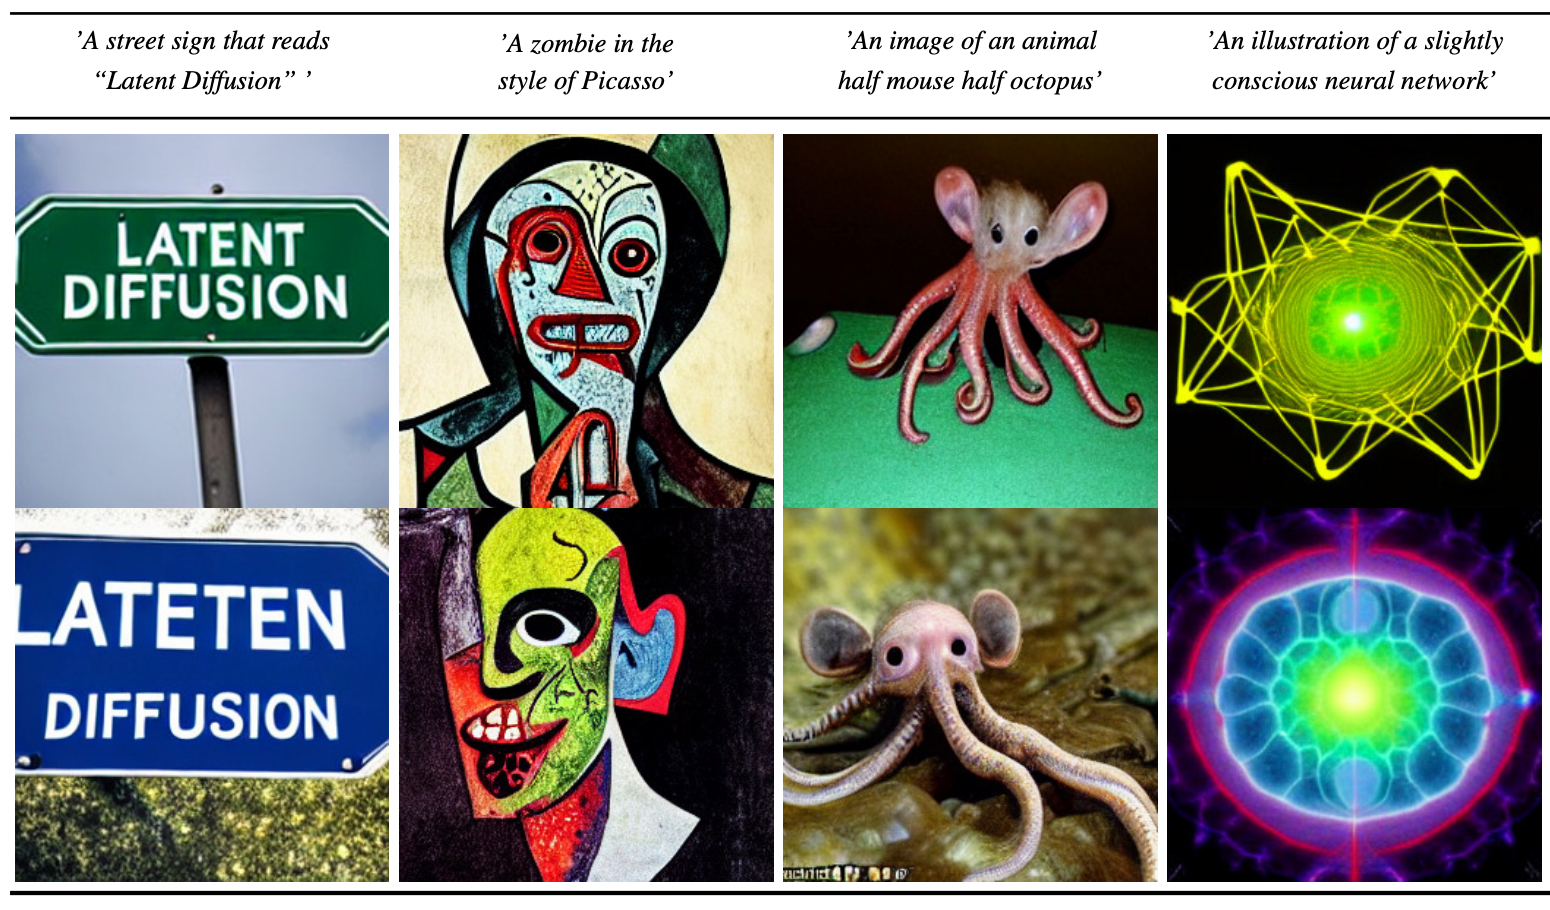 ’A street sign that reads
“Latent Diffusion” ’
’A zombie in the
style of Picasso’
’An image of an animal
half mouse half octopus’
’An illustration of a slightly
conscious neural network’
LATENT
DIFFUSION
LATETEN
DIFFUSION